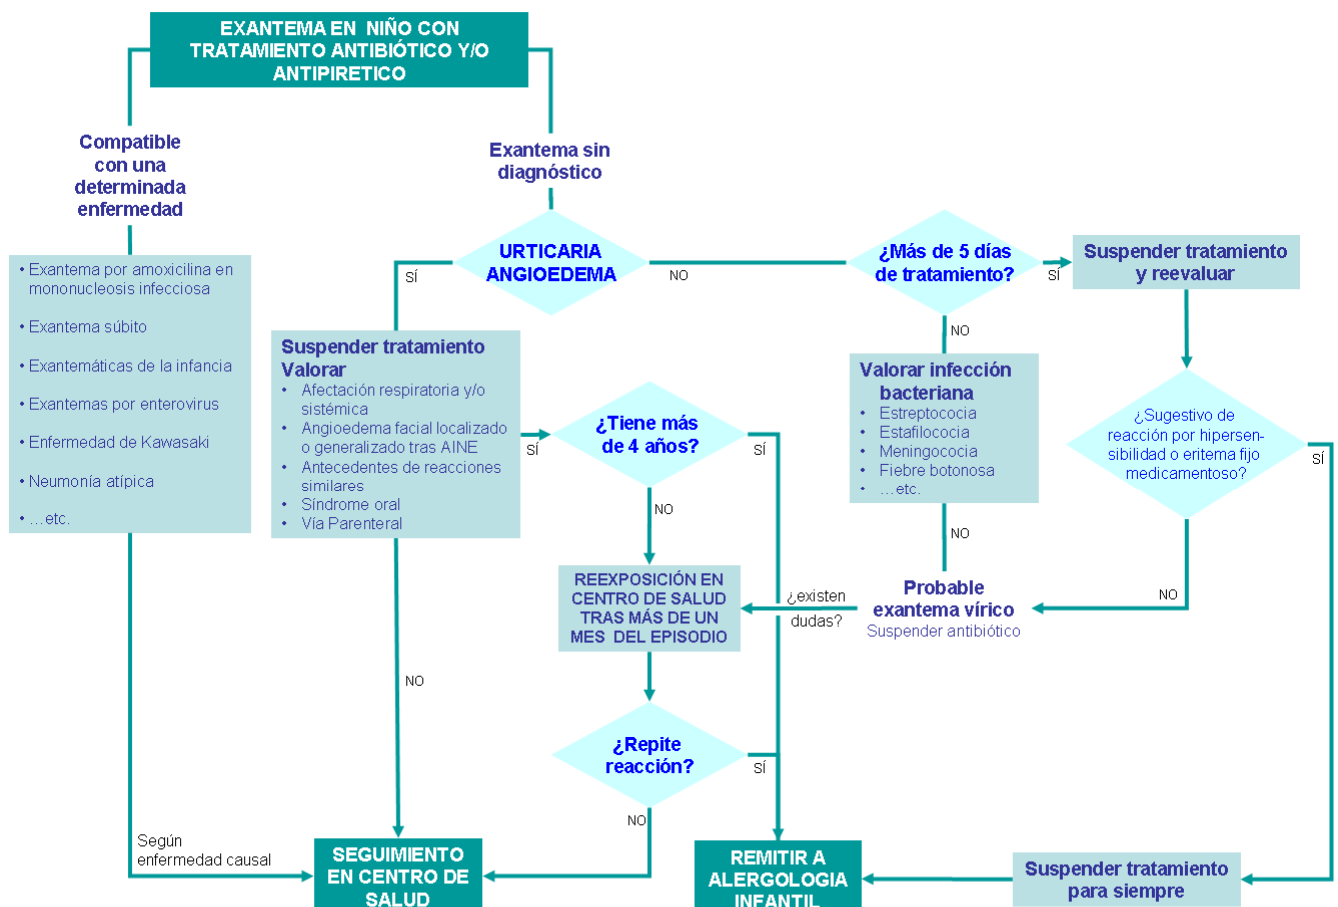 EXANTEMA EN NIÑO CON
TRATAMIENTO ANTIBIÓTICO Y/O
ANTIPIRETICO
Compatible
con una
determinada
enfermedad
Exantema sin
diagnóstico
• Exantema por amoxicilina en
mononucleosis infecciosa
• Exantema súbito
• Exantemáticas de la infancia
• Exantemas por enterovirus
• Enfermedad de Kawasaki
• Neumonía atípica
• ...etc.
URTICARIA
ANGIOEDEMA
SÍ
NO
¿Más de 5 días
de tratamiento?
SÍ
Suspender tratamiento
y reevaluar
NO
Suspender tratamiento
Valorar
• Afectación respiratoria y/o
sistémica
• Angioedema facial localizado
o generalizado tras AINE
• Antecedentes de reacciones
similares
• Síndrome oral
• Vía Parenteral
SÍ
¿Tiene más
de 4 años?
SÍ
NO
Valorar infección
bacteriana
• Estreptococia
• Estafilococia
• Meningococia
• Fiebre botonosa
• ...etc.
NO
¿Sugestivo de
reacción por hipersen-
sibilidad o eritema fijo
medicamentoso?
SÍ
NO
Probable
exantema vírico
Suspender antibiótico
¿existen
dudas?
REEXPOSICIÓN EN
CENTRO DE SALUD
TRAS MÁS DE UN
MES DEL EPISODIO
NO
¿Repite
reacción?
SÍ
NO
Según
enfermedad causal
SEGUIMIENTO
EN CENTRO DE
SALUD
REMITIR A
ALERGOLOGIA
INFANTIL
Suspender tratamiento
para siempre